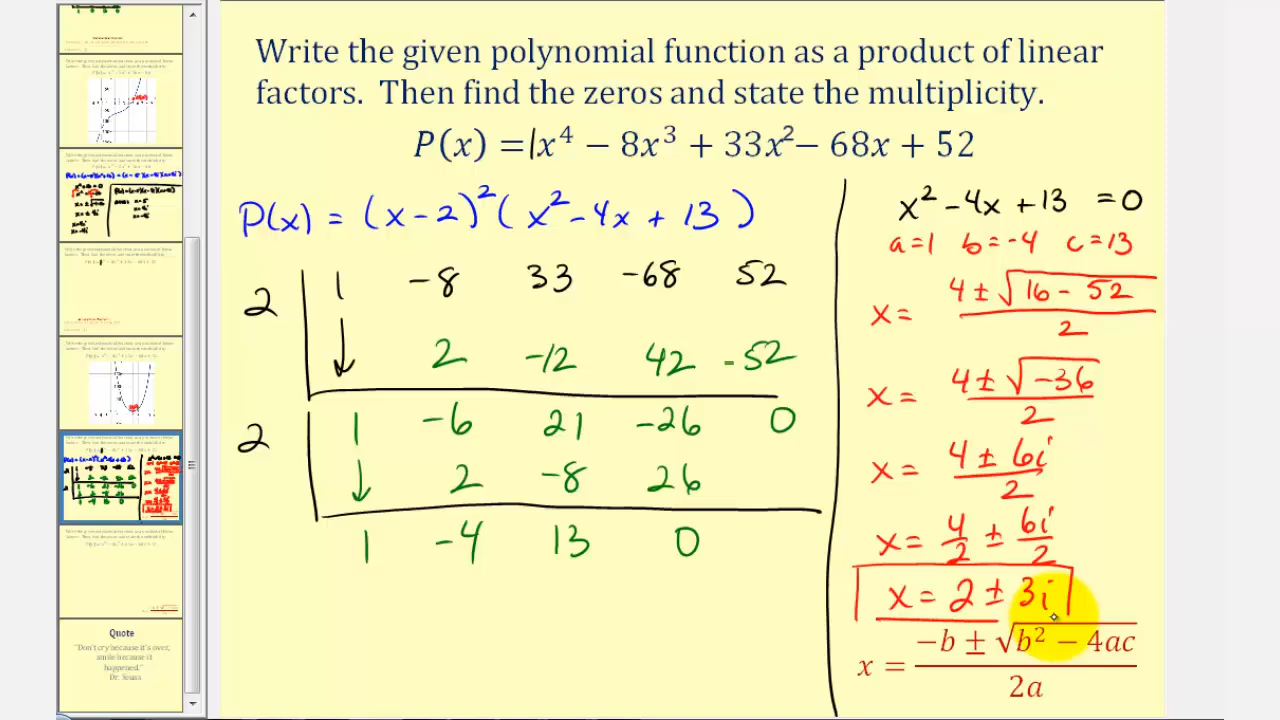 Write the given polynomial function as a product of linear
factors. Then find the zeros and state the multiplicity.
P(x) = 1x⁴ − 8x³ + 33x² − 68x + 52
P(x) = (x-2)² (x² - 4x + 13)
2 | 1 -8 33 -68 52
↓ 2 -12 42 -52
2 | 1 -6 21 -26 0
↓ 2 -8 26
1 -4 13 0
x² - 4x + 13 = 0
a=1 b=-4 c=13
x = (4 ± √(16 - 52))/2
x = (4 ± √(-36))/2
x = (4 ± 6i)/2
x = 4/2 ± 6i/2
x = 2 ± 3i
x = (−b ± √(b² − 4ac))/2a
Quote
"Don't cry because it's over,
smile because it
happened."
Dr. Seuss